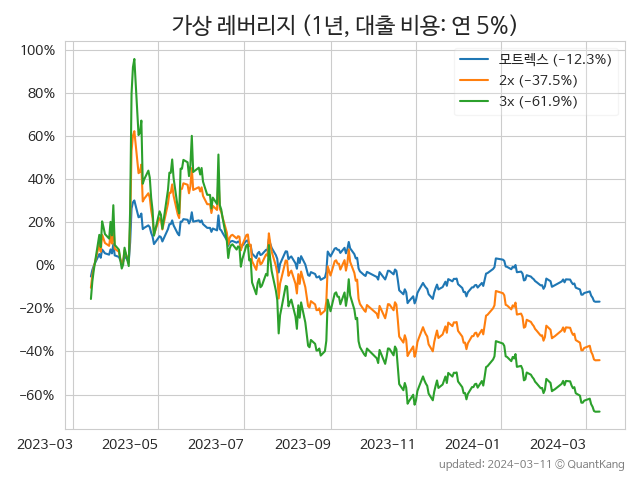 가상 레버리지 (1년, 대출 비용: 연 5%)
모트렉스 (−12.3%)
2x (−37.5%)
3x (−61.9%)
100%
80%
60%
40%
20%
0%
−20%
−40%
−60%
2023-03 2023-05 2023-07 2023-09 2023-11 2024-01 2024-03
updated: 2024-03-11 © QuantKang